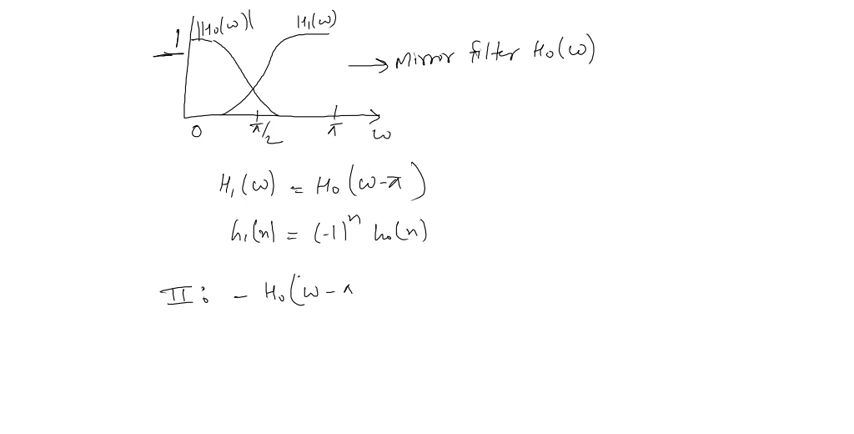 |H₀(ω)| H₁(ω)
1 → Mirror filter H₀(ω)
0 π/2 π ω
H₁(ω) = H₀(ω-π)
h₁(n) = (-1)ⁿ h₀(n)
II: - H₀(ω-π